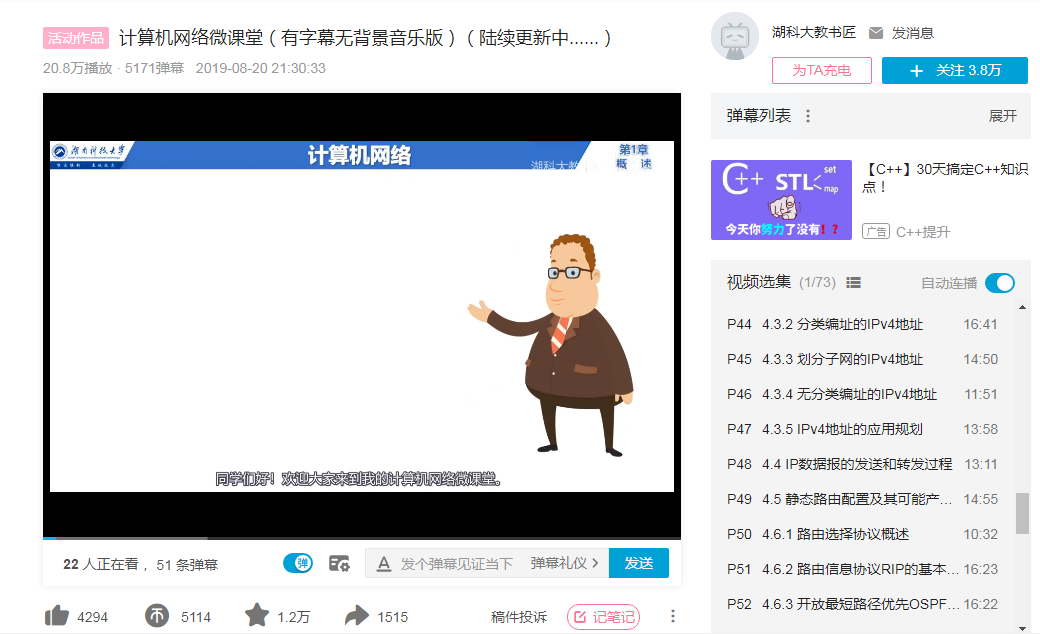 活动作品 计算机网络微课堂（有字幕无背景音乐版）（陆续更新中......）
20.8万播放 · 5171弹幕 2019-08-20 21:30:33
湖南科技大学
计算机网络
湖科大教
第1章
概 述
同学们好！欢迎大家来到我的计算机网络微课堂。
22 人正在看， 51 条弹幕
弹
发个弹幕见证当下
弹幕礼仪
发送
4294
5114
1.2万
1515
稿件投诉
记笔记
湖科大教书匠
发消息
为TA充电
+ 关注 3.8万
弹幕列表
展开
C++ STL set map
今天你努力了没有！？
【C++】30天搞定C++知识点！
广告 C++提升
视频选集 (1/73)
自动连播
P44 4.3.2 分类编址的IPv4地址 16:41
P45 4.3.3 划分子网的IPv4地址 14:50
P46 4.3.4 无分类编址的IPv4地址 11:51
P47 4.3.5 IPv4地址的应用规划 13:58
P48 4.4 IP数据报的发送和转发过程 13:11
P49 4.5 静态路由配置及其可能产... 14:55
P50 4.6.1 路由选择协议概述 10:32
P51 4.6.2 路由信息协议RIP的基本... 16:23
P52 4.6.3 开放最短路径优先OSPF... 16:22